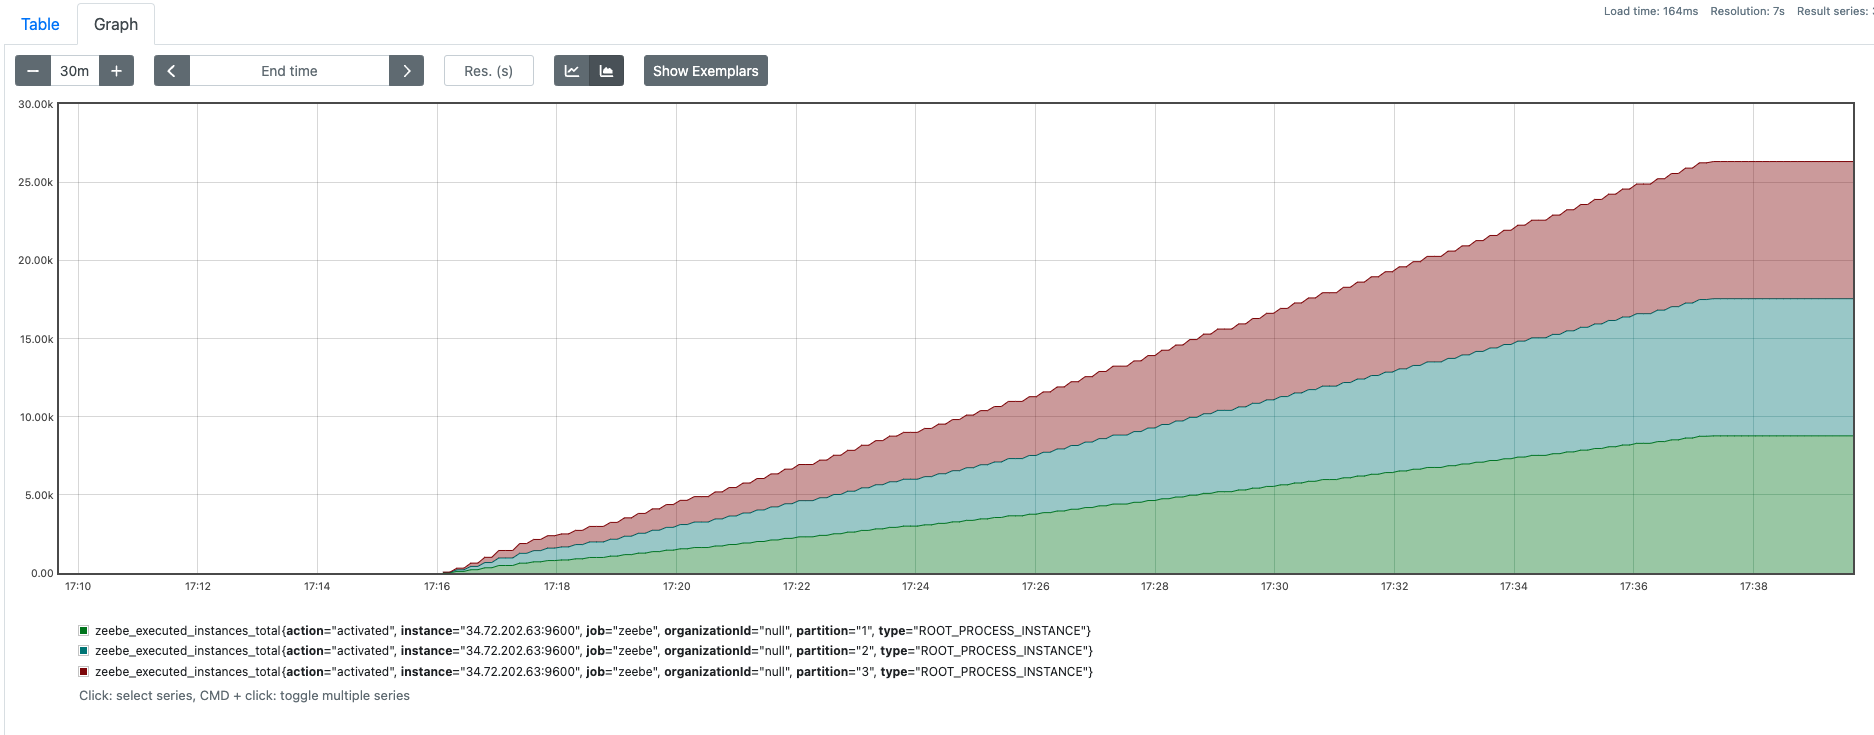 Table Graph Load time: 164ms Resolution: 7s Result series:
− 30m + End time Res. (s) Show Exemplars
30.00k
25.00k
20.00k
15.00k
10.00k
5.00k
0.00
17:10 17:12 17:14 17:16 17:18 17:20 17:22 17:24 17:26 17:28 17:30 17:32 17:34 17:36 17:38
zeebe_executed_instances_total{action="activated", instance="34.72.202.63:9600", job="zeebe", organizationId="null", partition="1", type="ROOT_PROCESS_INSTANCE"}
zeebe_executed_instances_total{action="activated", instance="34.72.202.63:9600", job="zeebe", organizationId="null", partition="2", type="ROOT_PROCESS_INSTANCE"}
zeebe_executed_instances_total{action="activated", instance="34.72.202.63:9600", job="zeebe", organizationId="null", partition="3", type="ROOT_PROCESS_INSTANCE"}
Click: select series, CMD + click: toggle multiple series